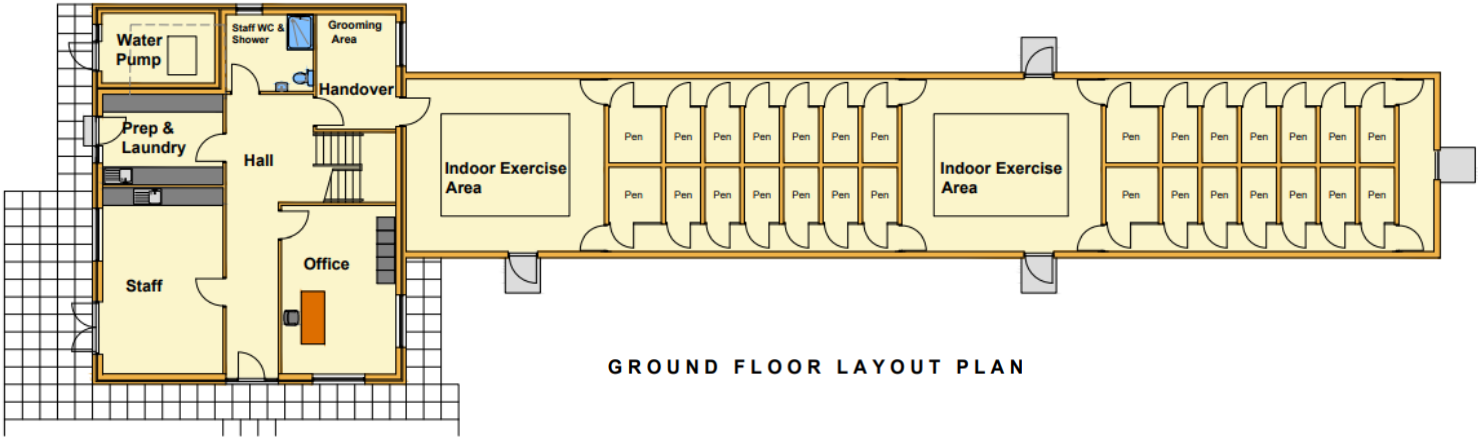 Water
Pump
Staff WC &
Shower
Grooming
Area
Handover
Prep &
Laundry
Hall
Staff
Office
Indoor Exercise
Area
Pen Pen Pen Pen Pen Pen Pen
Pen Pen Pen Pen Pen Pen Pen
Indoor Exercise
Area
Pen Pen Pen Pen Pen Pen Pen
Pen Pen Pen Pen Pen Pen Pen
GROUND FLOOR LAYOUT PLAN